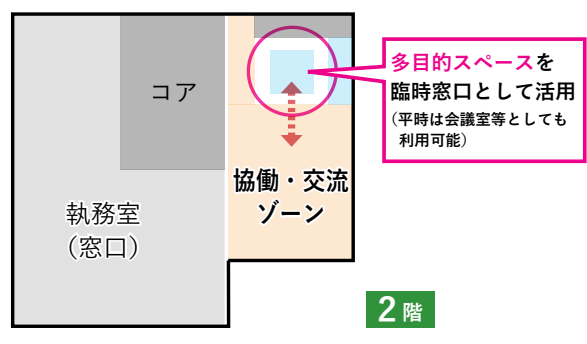 コア
多目的スペースを
臨時窓口として活用
（平時は会議室等としても
利用可能）
協働・交流
ゾーン
執務室
（窓口）
2階